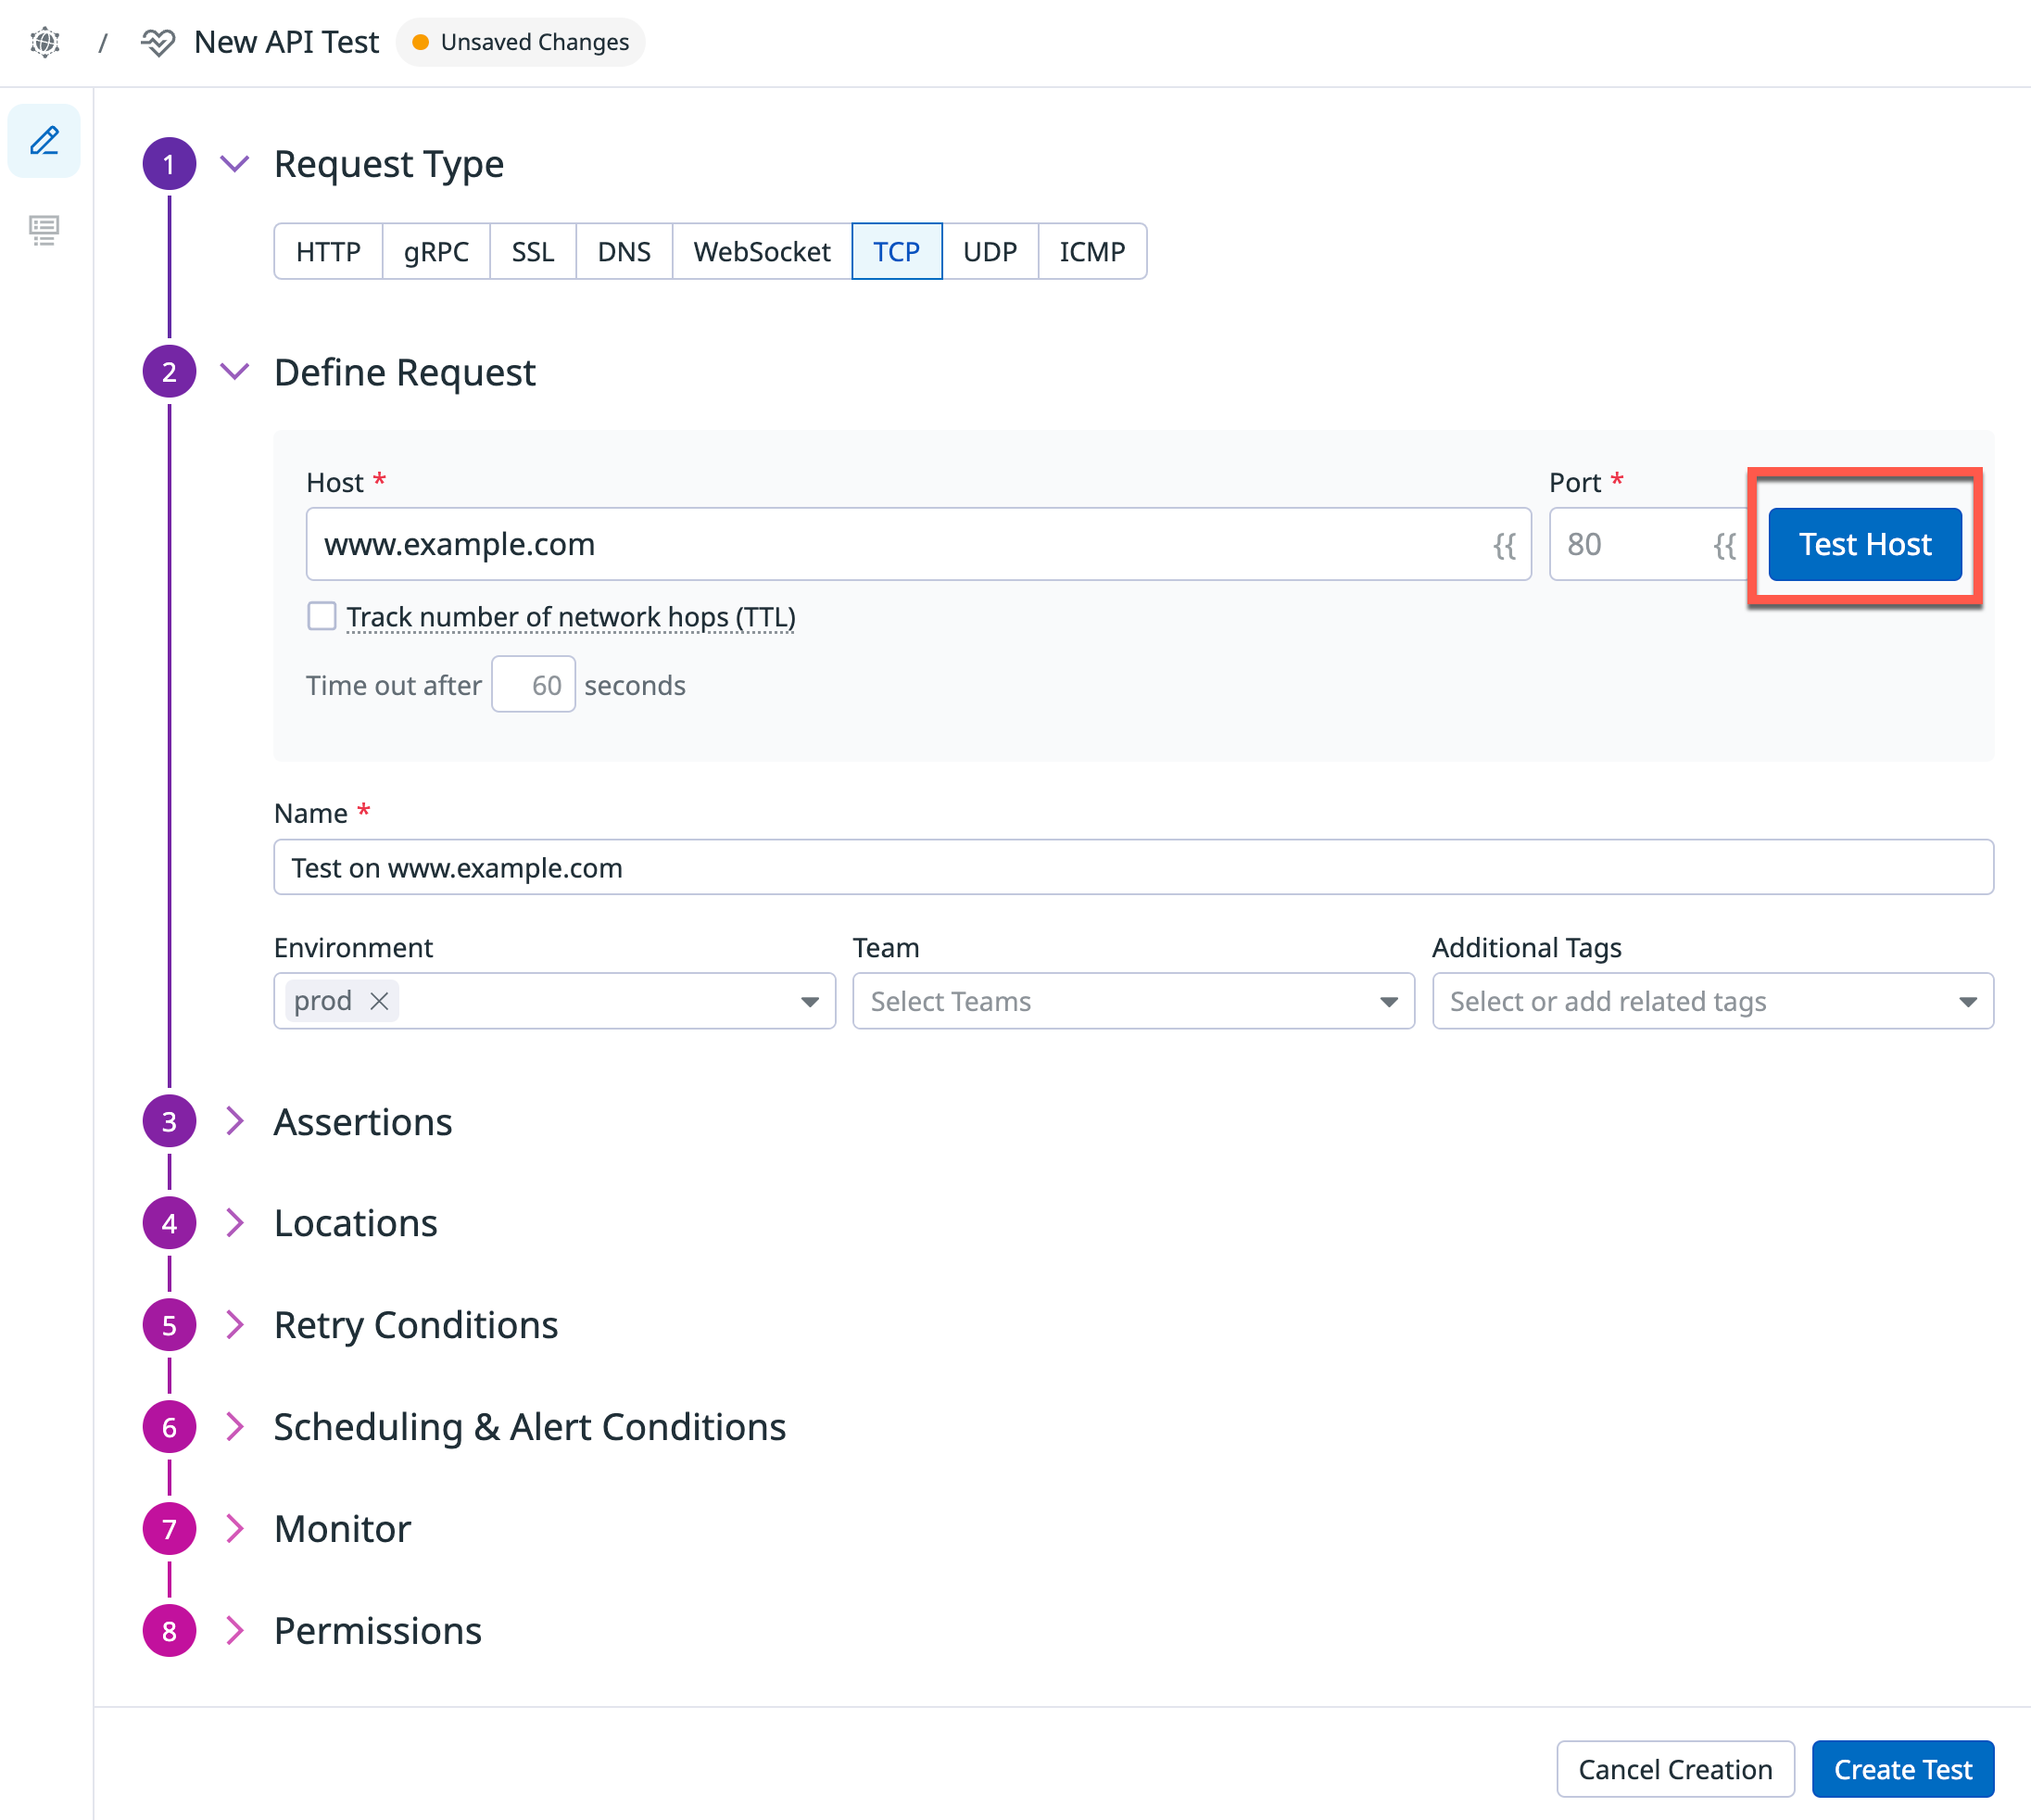 / New API Test Unsaved Changes
1 Request Type
HTTP gRPC SSL DNS WebSocket TCP UDP ICMP
2 Define Request
Host * Port *
www.example.com {{ 80 {{ Test Host
Track number of network hops (TTL)
Time out after 60 seconds
Name *
Test on www.example.com
Environment Team Additional Tags
prod Select Teams Select or add related tags
3 Assertions
4 Locations
5 Retry Conditions
6 Scheduling & Alert Conditions
7 Monitor
8 Permissions
Cancel Creation Create Test